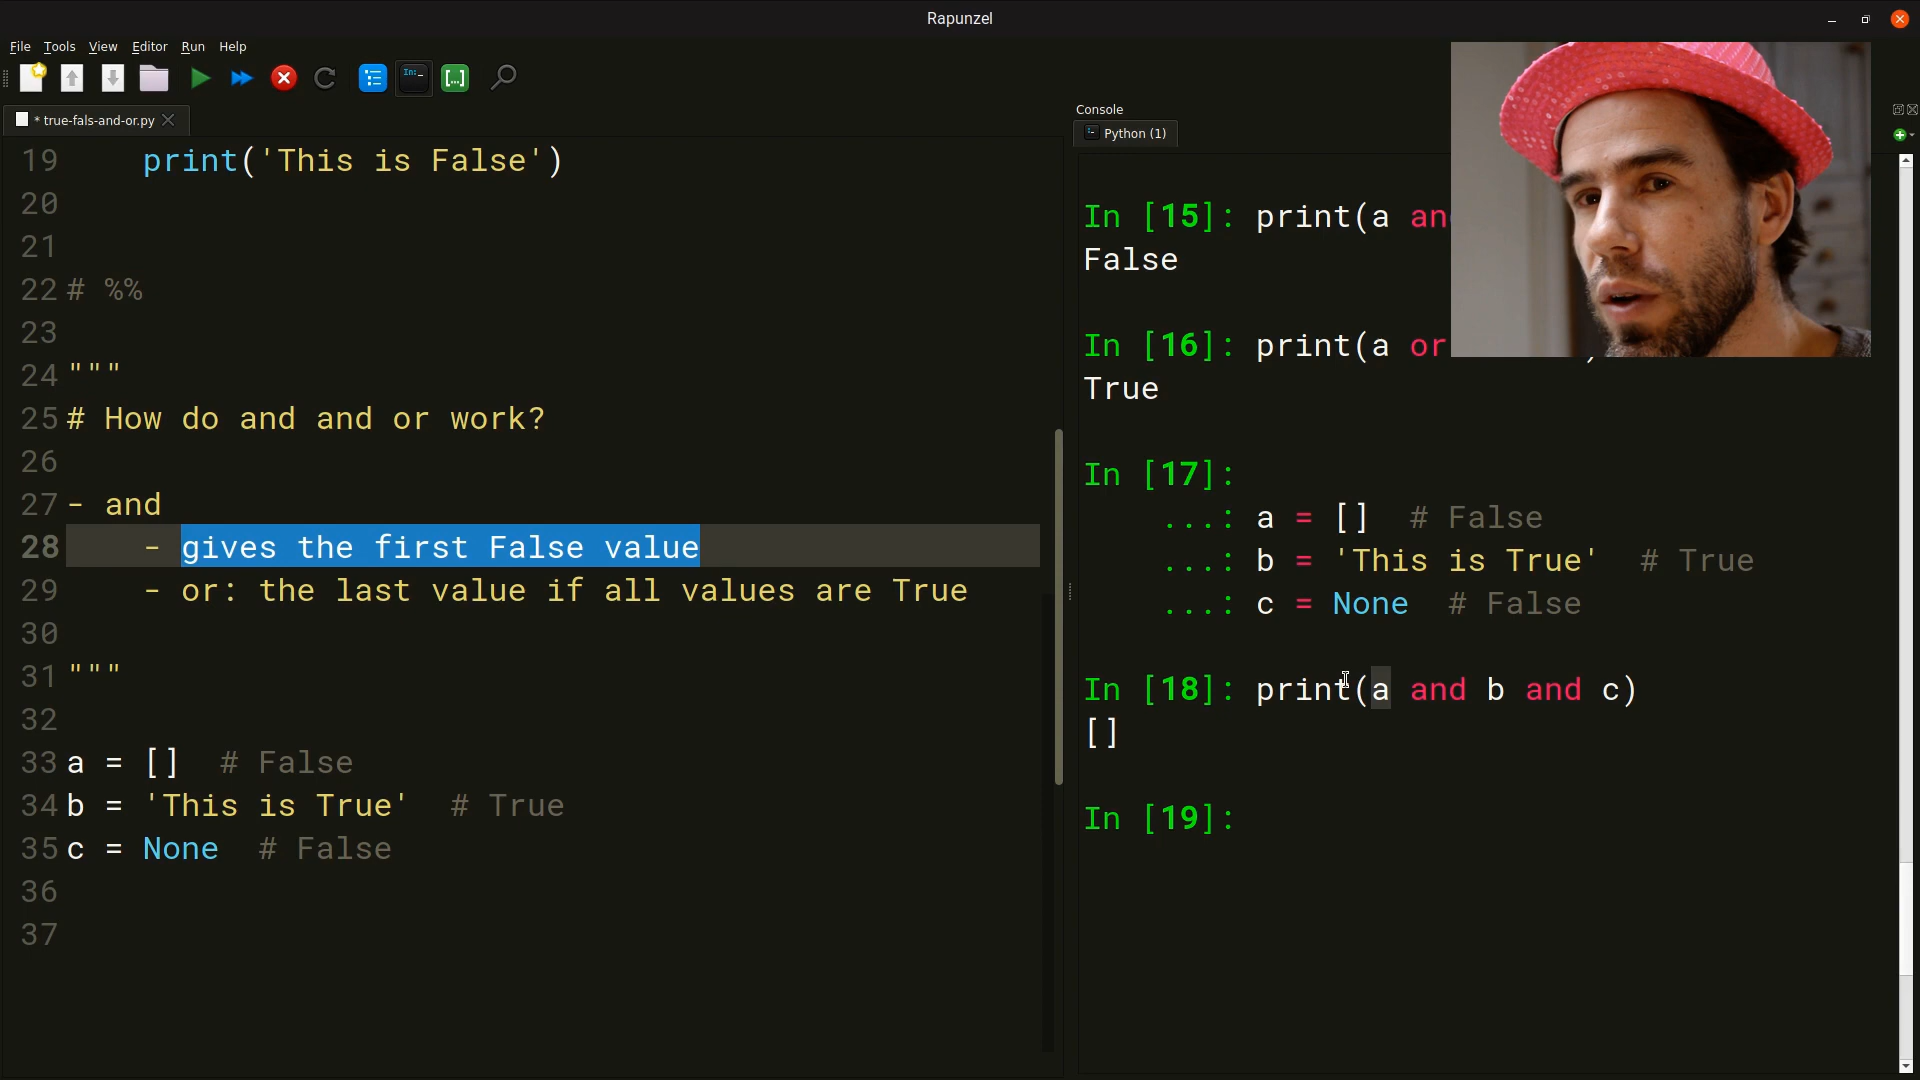 Rapunzel
File Tools View Editor Run Help
* true-fals-and-or.py
19 print('This is False')
20
21
22 # %%
23
24 """
25 # How do and and or work?
26
27 - and
28 - gives the first False value
29 - or: the last value if all values are True
30
31 """
32
33 a = [] # False
34 b = 'This is True' # True
35 c = None # False
36
37
Console
Python (1)
In [15]: print(a an
False
In [16]: print(a or
True
In [17]:
...: a = [] # False
...: b = 'This is True' # True
...: c = None # False
In [18]: print(a and b and c)
[]
In [19]: